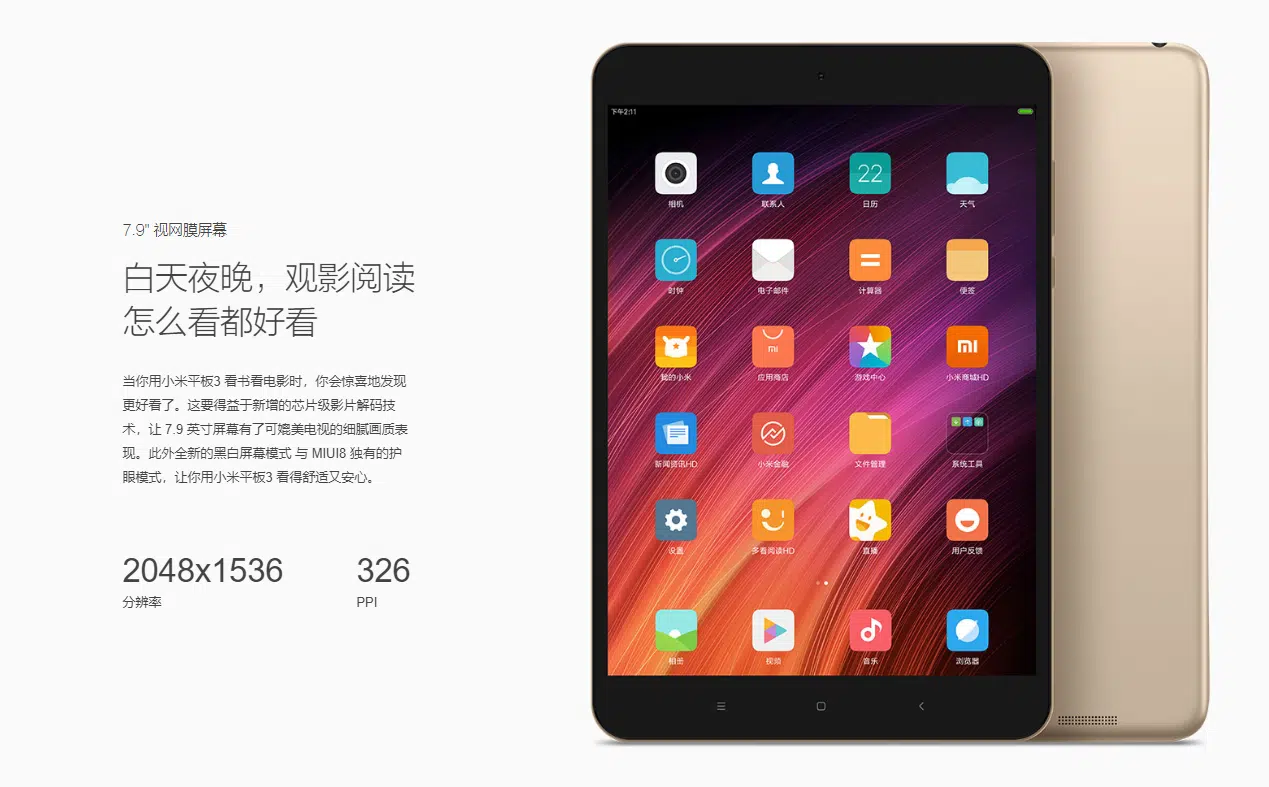 7.9" 视网膜屏幕
白天夜晚，观影阅读
怎么看都好看
当你用小米平板3 看书看电影时，你会惊喜地发现
更好看了。这要得益于新增的芯片级影片解码技
术，让 7.9 英寸屏幕有了可媲美电视的细腻画质表
现。此外全新的黑白屏幕模式 与 MIUI8 独有的护
眼模式，让你用小米平板3 看得舒适又安心。
2048x1536
分辨率
326
PPI
下午2:11
22
相机 联系人 日历 天气
时钟 电子邮件 计算器 便签
mi
mi
我的小米 应用商店 游戏中心 小米商城HD
新闻资讯HD 小米金融 文件管理 系统工具
设置 多看阅读HD 直播 用户反馈
相册 视频 音乐 浏览器